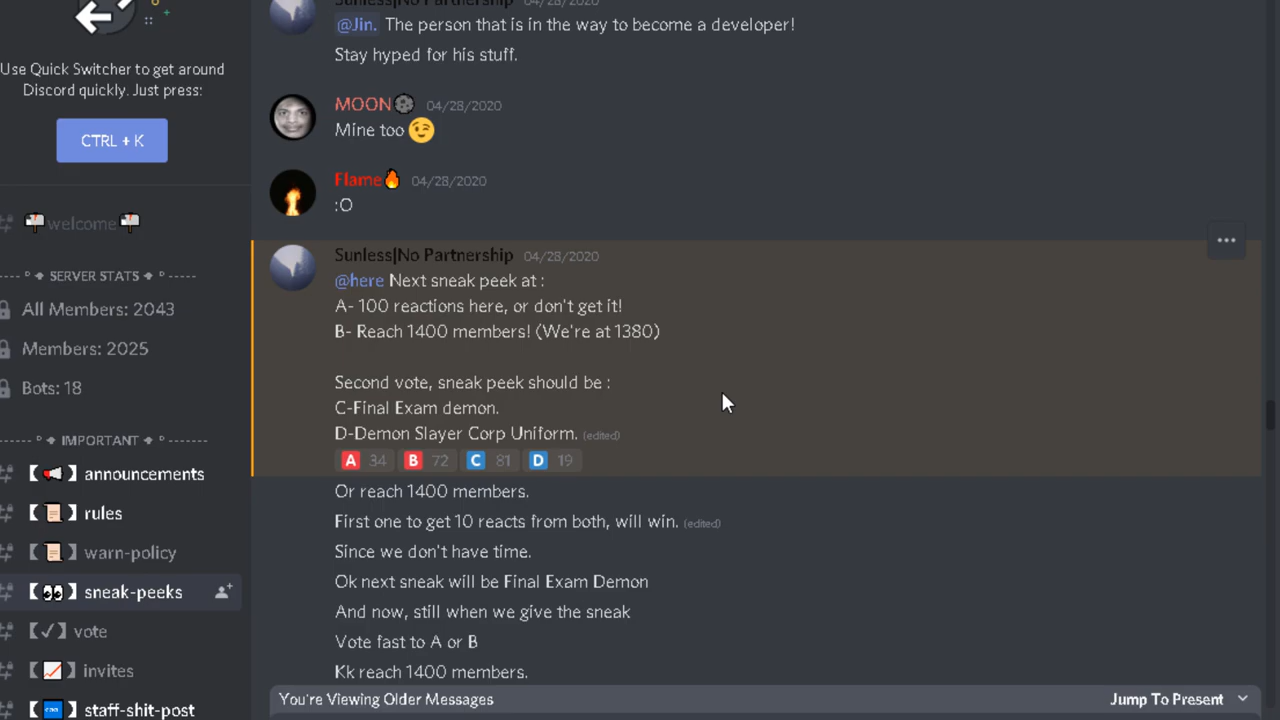 Use Quick Switcher to get around
Discord quickly. Just press:
CTRL + K
welcome
SERVER STATS
All Members: 2043
Members: 2025
Bots: 18
IMPORTANT
announcements
rules
warn-policy
sneak-peeks
vote
invites
staff-shit-post
Sunless|No Partnership 04/28/2020
@Jin. The person that is in the way to become a developer!
Stay hyped for his stuff.
MOON 04/28/2020
Mine too 😉
Flame🔥 04/28/2020
:O
Sunless|No Partnership 04/28/2020
@here Next sneak peek at :
A- 100 reactions here, or don't get it!
B- Reach 1400 members! (We're at 1380)
Second vote, sneak peek should be :
C-Final Exam demon.
D-Demon Slayer Corp Uniform. (edited)
A 34 B 72 C 81 D 19
Or reach 1400 members.
First one to get 10 reacts from both, will win. (edited)
Since we don't have time.
Ok next sneak will be Final Exam Demon
And now, still when we give the sneak
Vote fast to A or B
Kk reach 1400 members.
You're Viewing Older Messages
Jump To Present